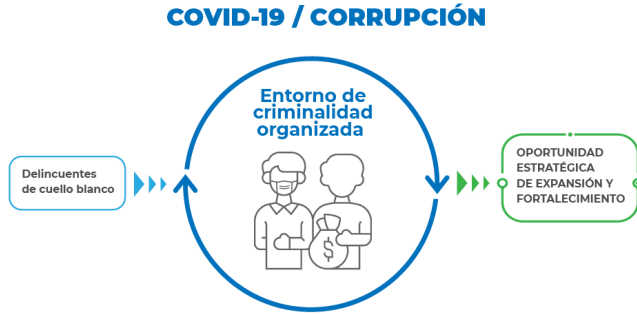 COVID-19 / CORRUPCIÓN
Entorno de
criminalidad
organizada
Delincuentes
de cuello blanco
$
OPORTUNIDAD
ESTRATÉGICA
DE EXPANSIÓN Y
FORTALECIMIENTO